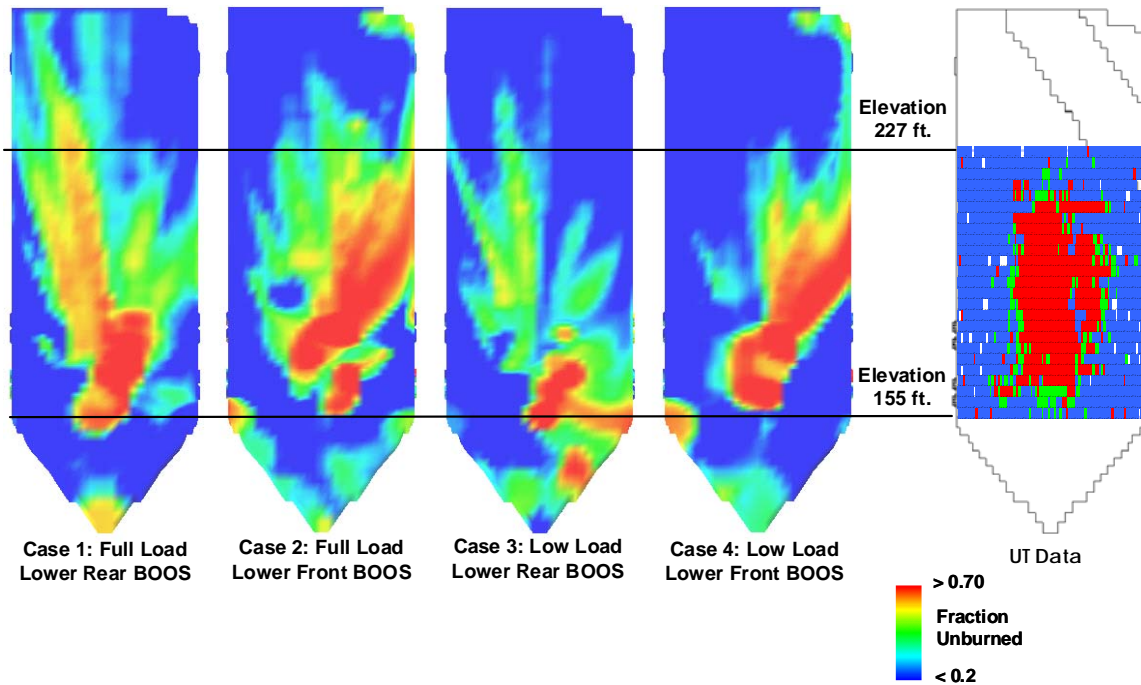 Elevation
227 ft.
Elevation
155 ft.
Case 1: Full Load
Lower Rear BOOS
Case 2: Full Load
Lower Front BOOS
Case 3: Low Load
Lower Rear BOOS
Case 4: Low Load
Lower Front BOOS
UT Data
> 0.70
Fraction
Unburned
< 0.2